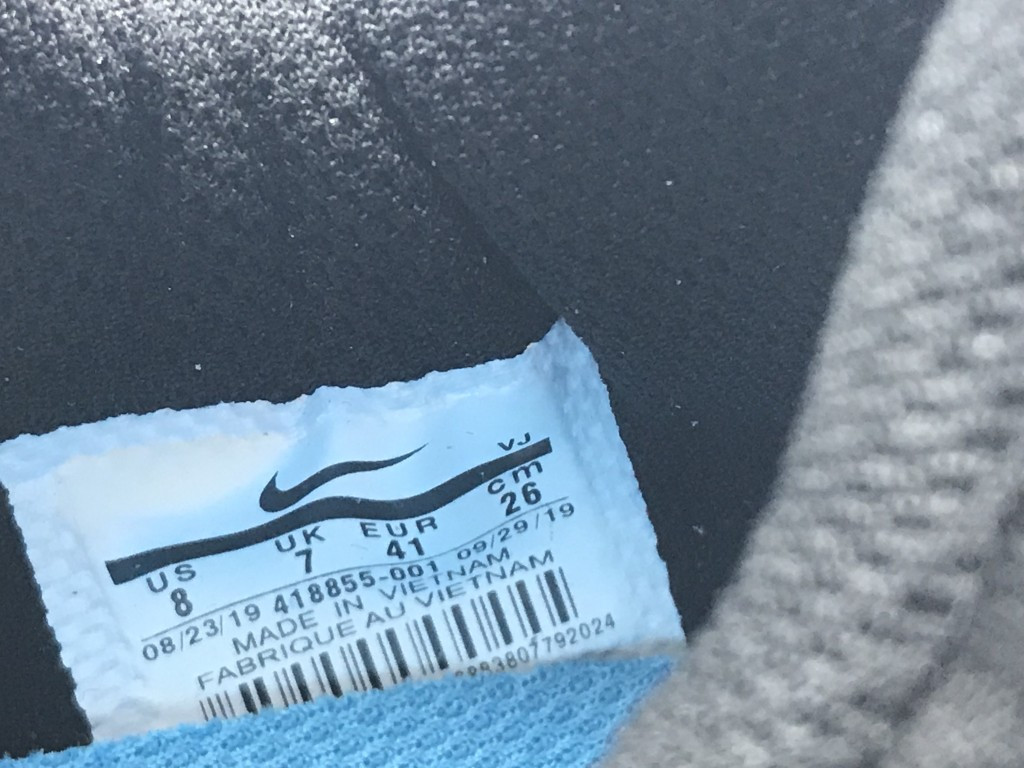 VJ
US UK EUR cm
8 7 41 26
08/23/19 418855-001 09/29/19
MADE IN VIETNAM
FABRIQUE AU VIETNAM